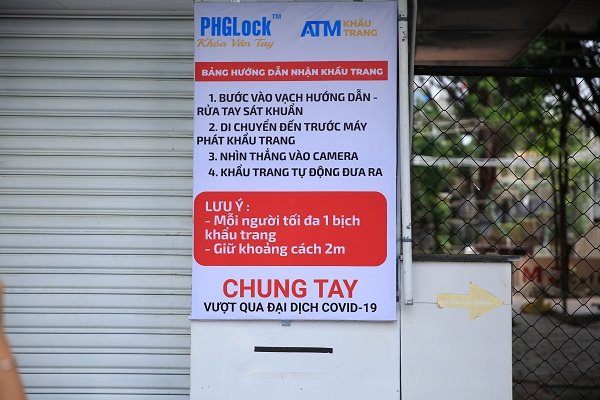 PHGLock™
Khóa Vân Tay
ATM KHẨU TRANG
BẢNG HƯỚNG DẪN NHẬN KHẨU TRANG
1. BƯỚC VÀO VẠCH HƯỚNG DẪN -
RỬA TAY SÁT KHUẨN
2. DI CHUYỂN ĐẾN TRƯỚC MÁY
PHÁT KHẨU TRANG
3. NHÌN THẲNG VÀO CAMERA
4. KHẨU TRANG TỰ ĐỘNG ĐƯA RA
LƯU Ý :
- Mỗi người tối đa 1 bịch
khẩu trang
- Giữ khoảng cách 2m
CHUNG TAY
VƯỢT QUA ĐẠI DỊCH COVID-19